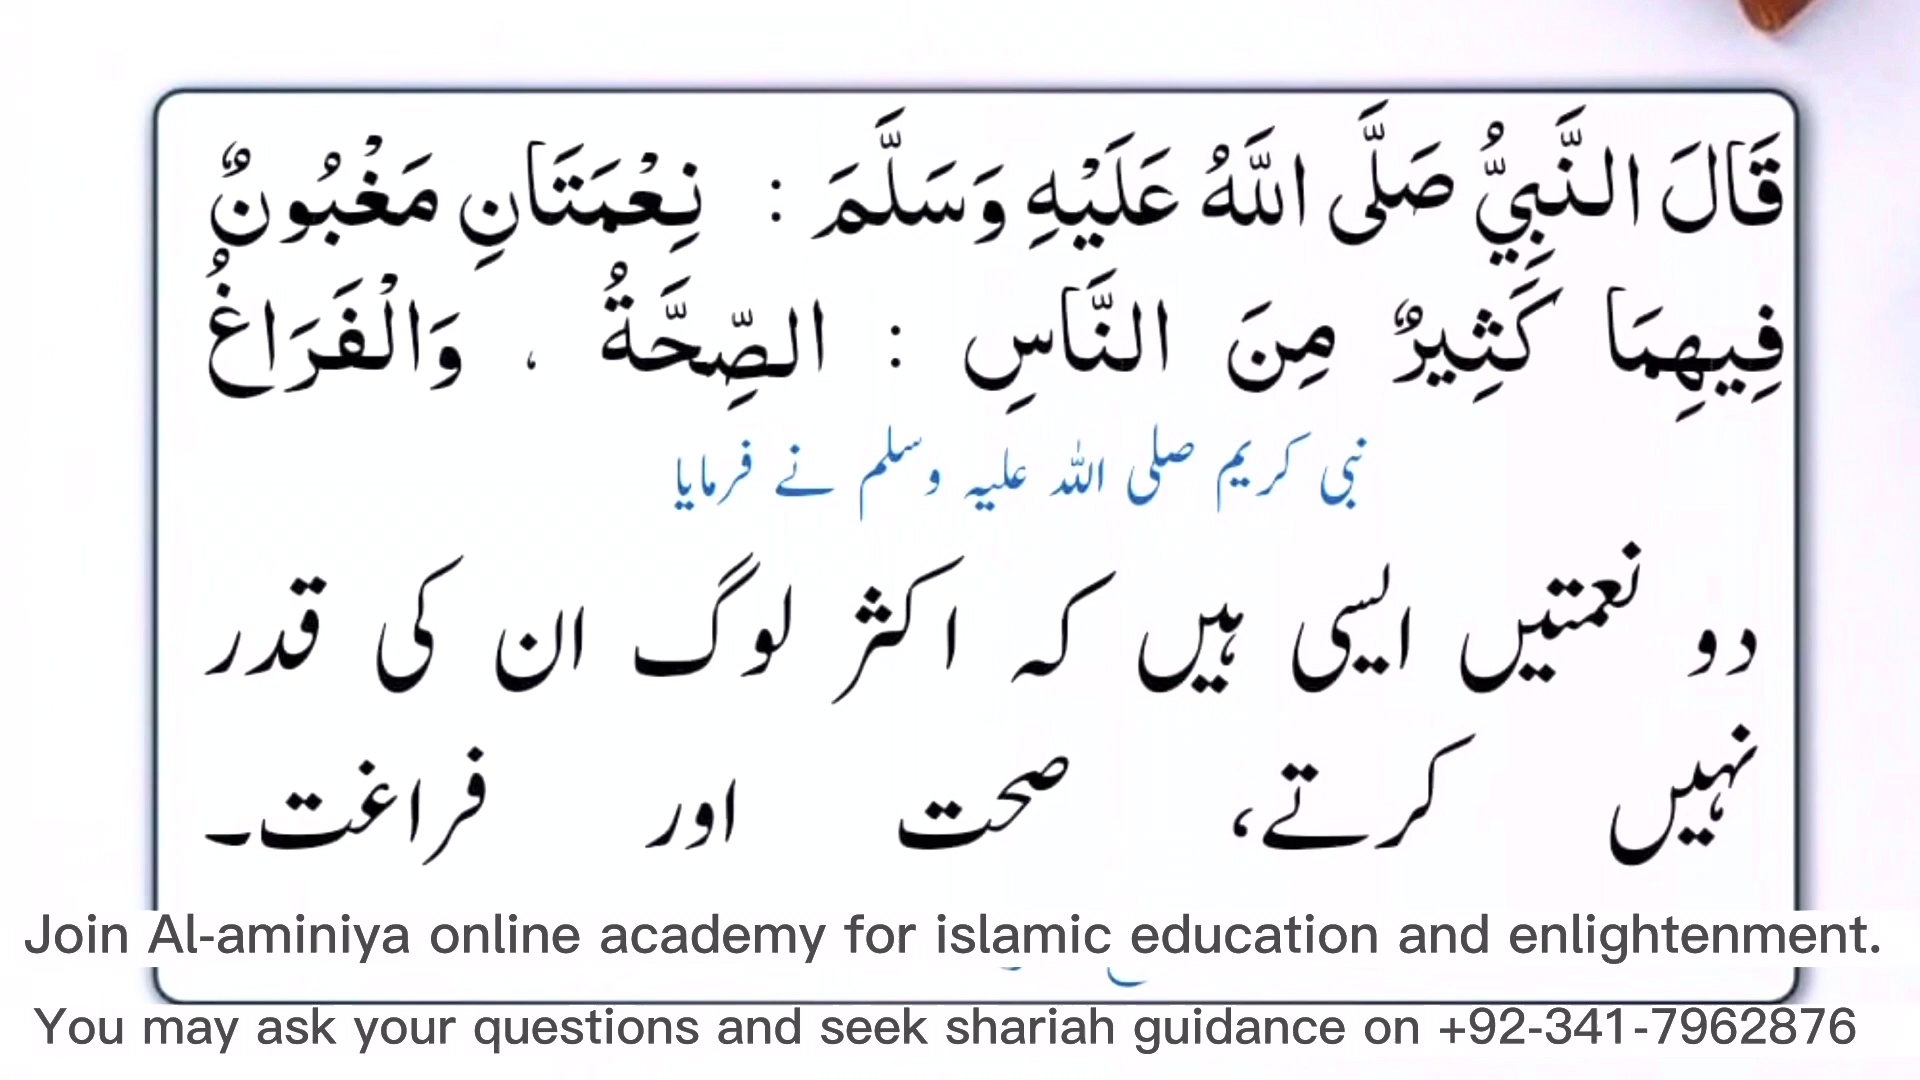 قَالَ النَّبِيُّ صَلَّى اللَّهُ عَلَيْهِ وَسَلَّمَ : نِعْمَتَانِ مَغْبُونٌ
فِيهِمَا كَثِيرٌ مِنَ النَّاسِ : الصِّحَّةُ ، وَالْفَرَاغُ
نبی کریم صلی اللہ علیہ وسلم نے فرمایا
دو نعمتیں ایسی ہیں کہ اکثر لوگ ان کی قدر
نہیں کرتے، صحت اور فراغت۔
Join Al-aminiya online academy for islamic education and enlightenment.
You may ask your questions and seek shariah guidance on +92-341-7962876